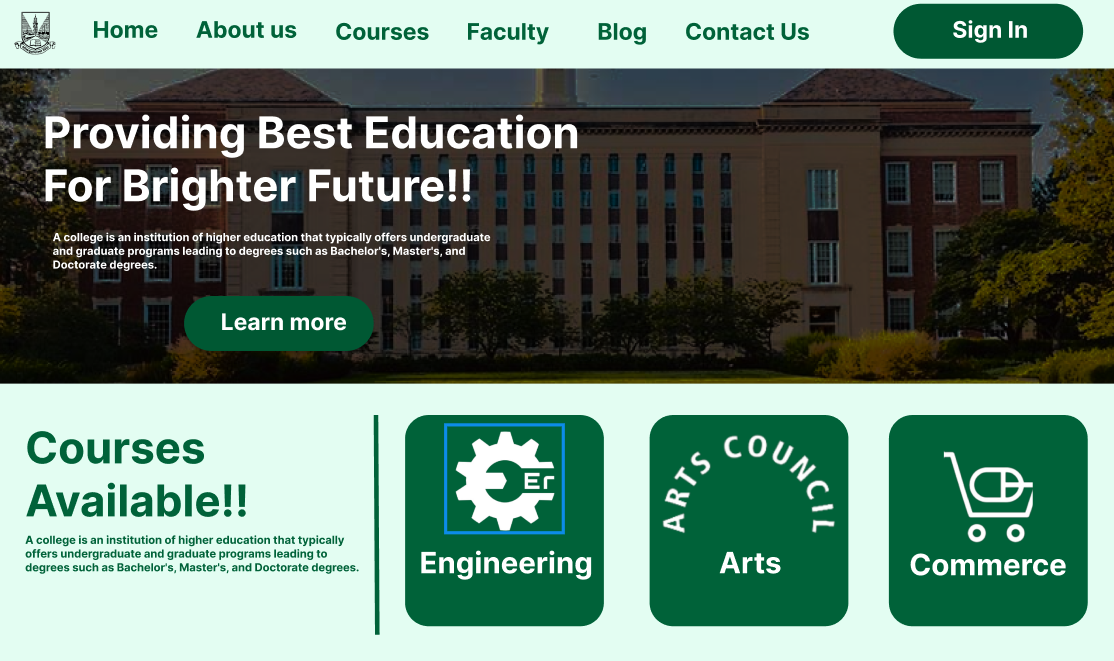 Home About us Courses Faculty Blog Contact Us Sign In
Providing Best Education
For Brighter Future!!
A college is an institution of higher education that typically offers undergraduate
and graduate programs leading to degrees such as Bachelor's, Master's, and
Doctorate degrees.
Learn more
Courses
Available!!
A college is an institution of higher education that typically
offers undergraduate and graduate programs leading to
degrees such as Bachelor's, Master's, and Doctorate degrees.
Er
Engineering
ARTS COUNCIL
Arts
Commerce